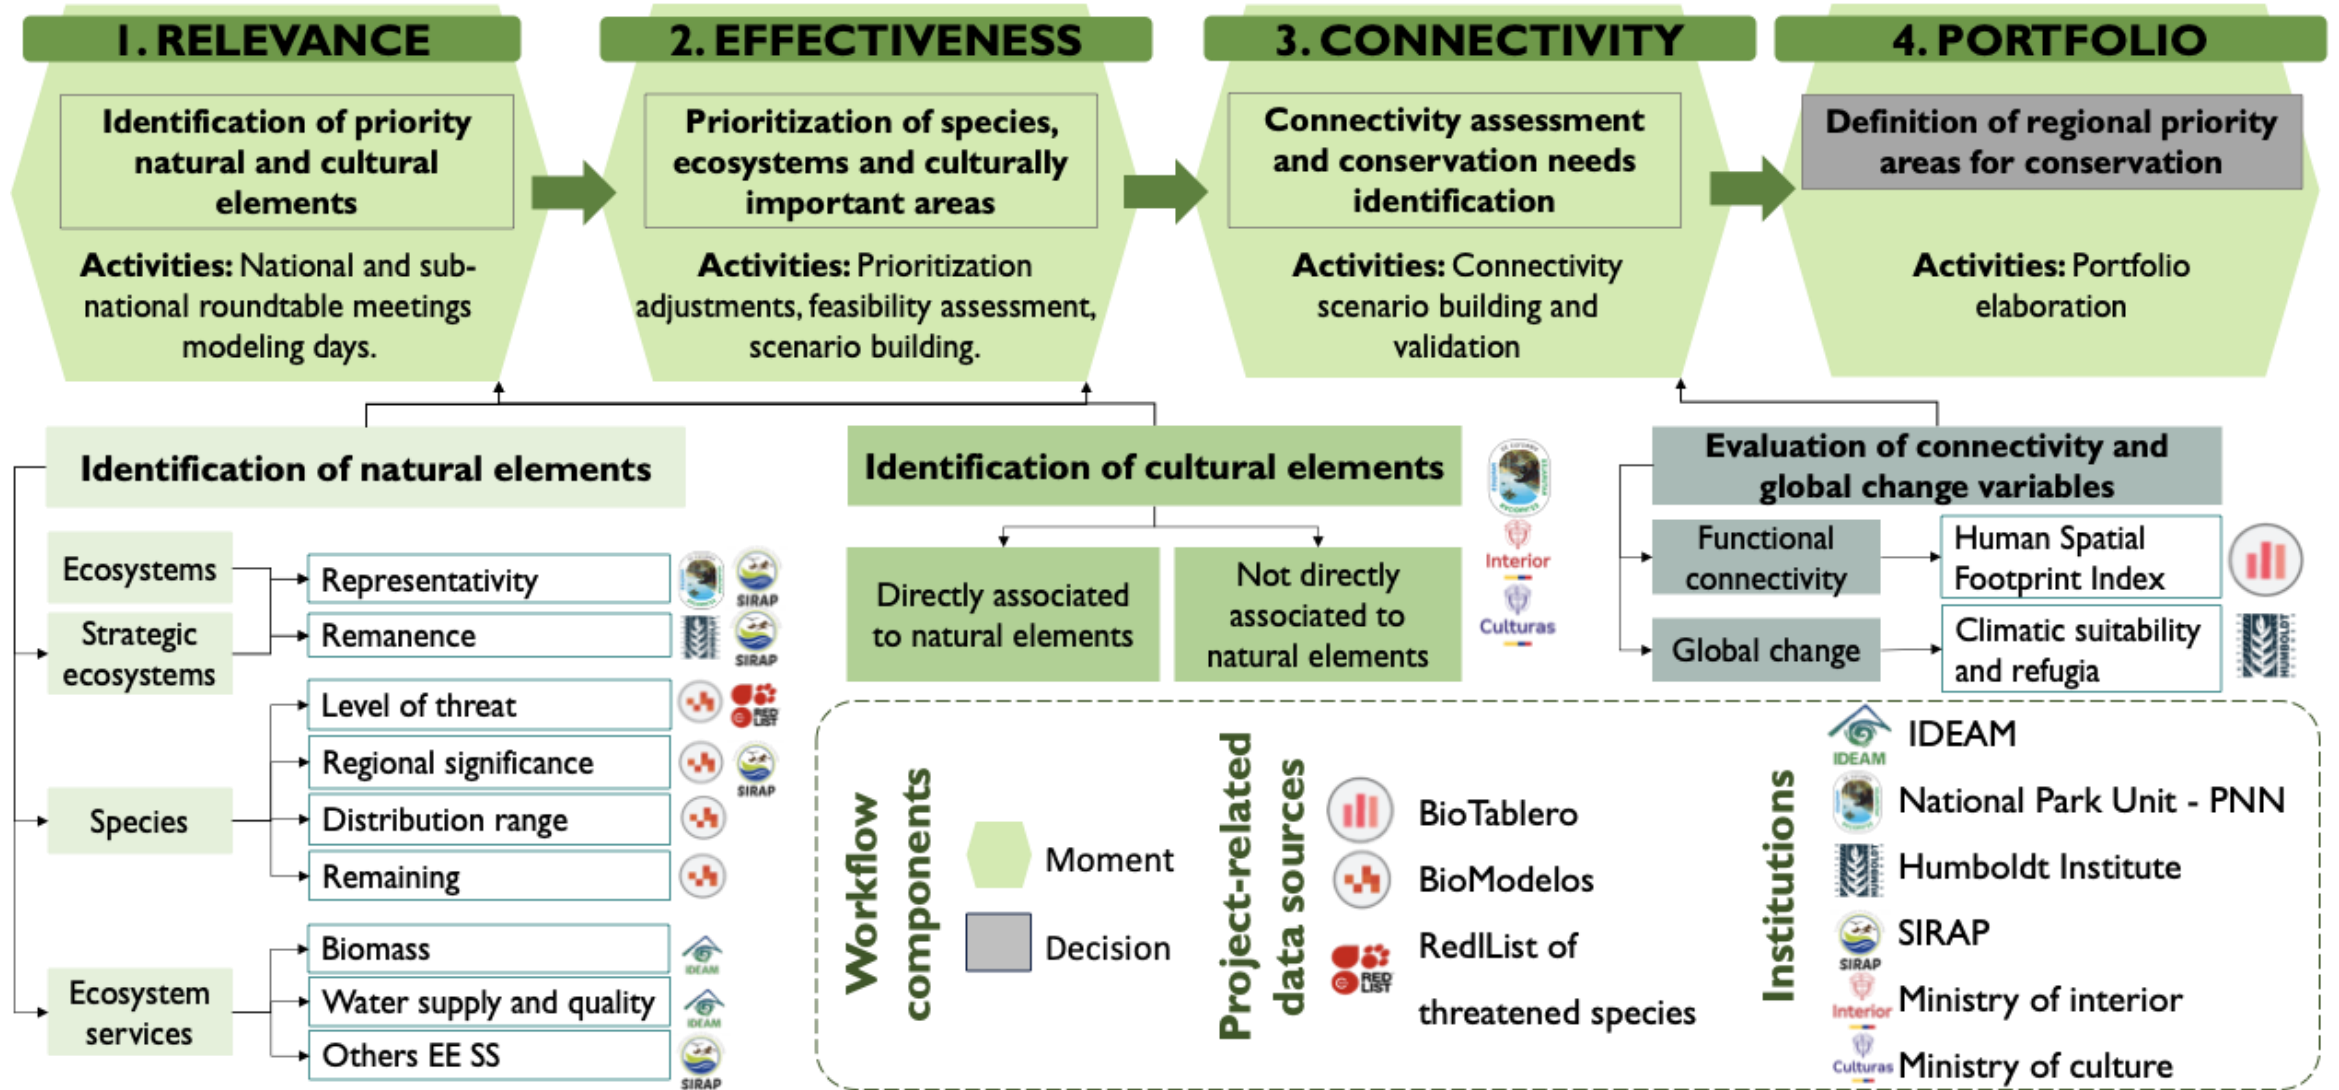 1. RELEVANCE
Identification of priority
natural and cultural
elements
Activities: National and sub-
national roundtable meetings
modeling days.
2. EFFECTIVENESS
Prioritization of species,
ecosystems and culturally
important areas
Activities: Prioritization
adjustments, feasibility assessment,
scenario building.
3. CONNECTIVITY
Connectivity assessment
and conservation needs
identification
Activities: Connectivity
scenario building and
validation
4. PORTFOLIO
Definition of regional priority
areas for conservation
Activities: Portfolio
elaboration
Identification of natural elements
Ecosystems
Strategic
ecosystems
Representativity
SIRAP
Remanence
HUMBOLDT
SIRAP
Species
Level of threat
RED
LIST
Regional significance
SIRAP
Distribution range
Remaining
Ecosystem
services
Biomass
IDEAM
Water supply and quality
IDEAM
Others EE SS
SIRAP
Identification of cultural elements
Directly associated
to natural elements
Not directly
associated to
natural elements
Interior
Culturas
Evaluation of connectivity and
global change variables
Functional
connectivity
Human Spatial
Footprint Index
Global change
Climatic suitability
and refugia
HUMBOLDT
Workflow
components
Moment
Decision
Project-related
data sources
BioTablero
BioModelos
RED
LIST
RedlList of
threatened species
Institutions
IDEAM
IDEAM
National Park Unit - PNN
HUMBOLDT
Humboldt Institute
SIRAP
SIRAP
Interior
Ministry of interior
Culturas
Ministry of culture